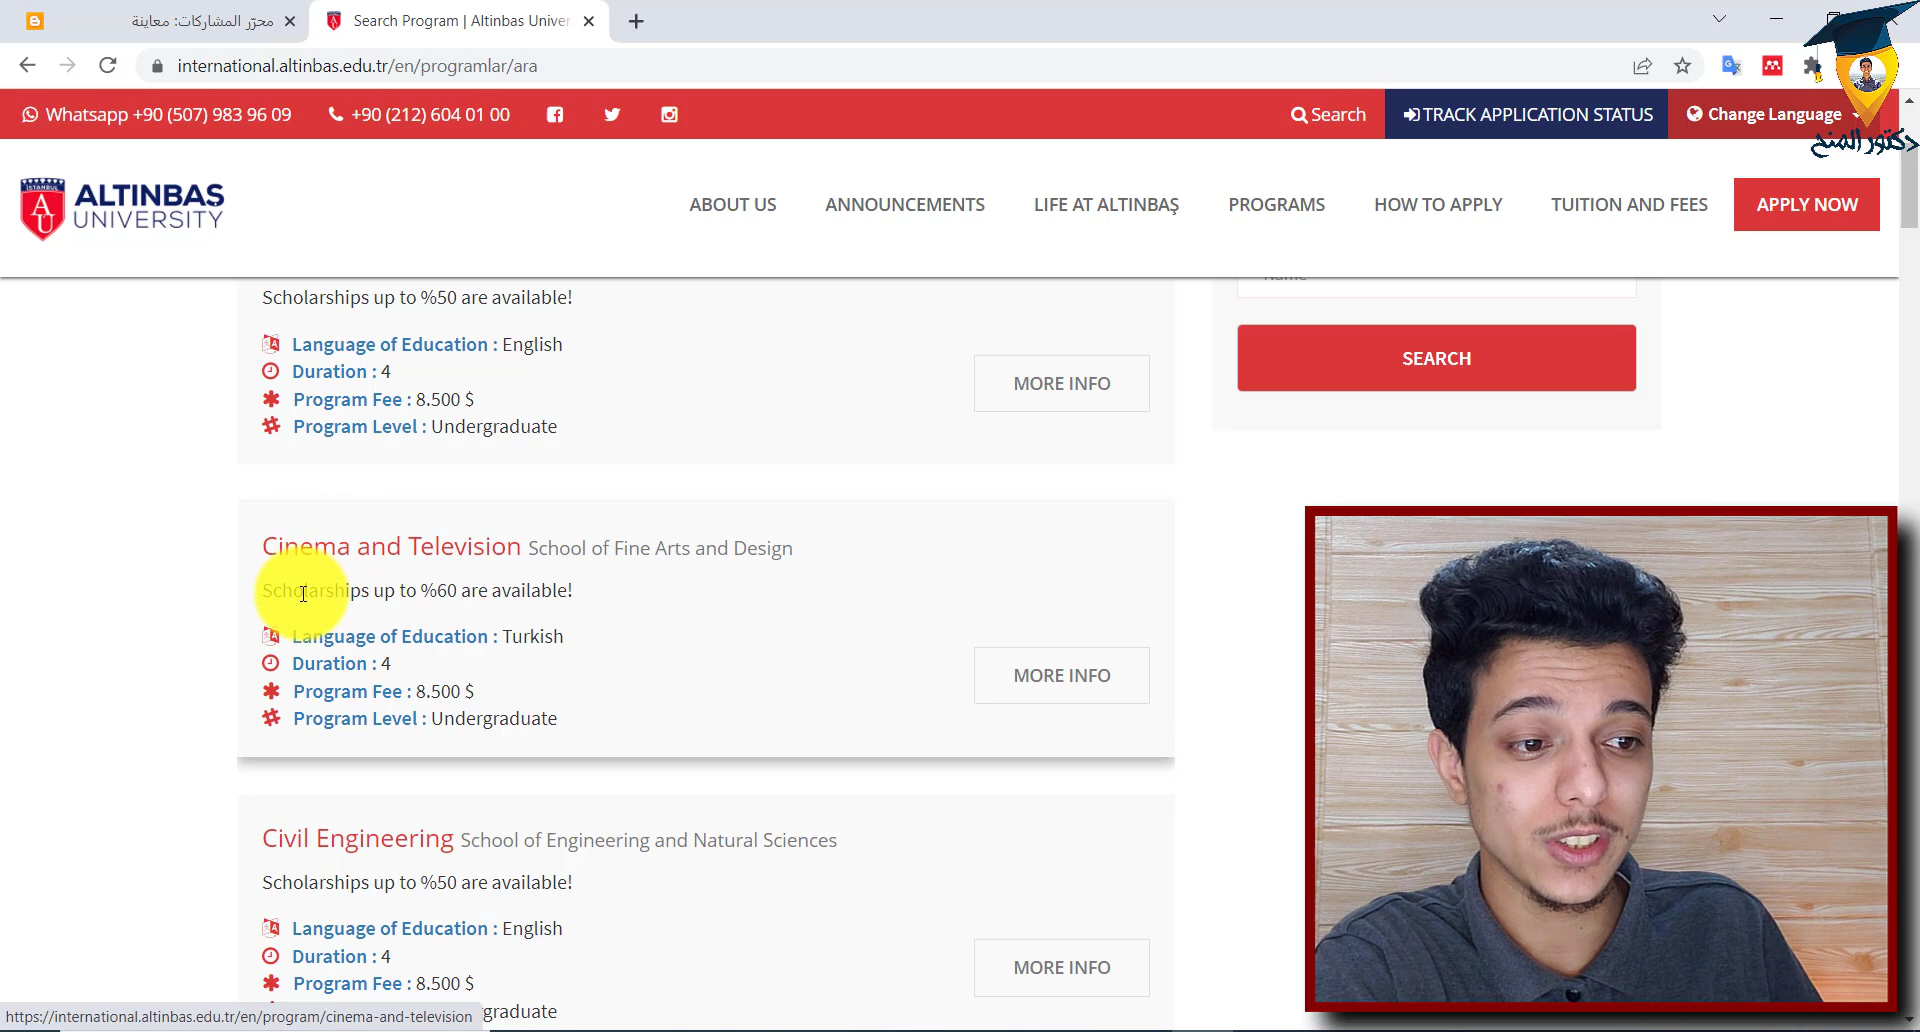 محرّر المشاركات: معاينة
Search Program | Altinbas Univer
international.altinbas.edu.tr/en/programlar/ara
Whatsapp +90 (507) 983 96 09
+90 (212) 604 01 00
Search
TRACK APPLICATION STATUS
Change Language
دكتور المنح
ISTANBUL
AU
ALTINBAS
UNIVERSITY
ABOUT US
ANNOUNCEMENTS
LIFE AT ALTINBAŞ
PROGRAMS
HOW TO APPLY
TUITION AND FEES
APPLY NOW
Scholarships up to %50 are available!
Language of Education : English
Duration : 4
Program Fee : 8.500 $
Program Level : Undergraduate
MORE INFO
Name
SEARCH
Cinema and Television School of Fine Arts and Design
Scholarships up to %60 are available!
Language of Education : Turkish
Duration : 4
Program Fee : 8.500 $
Program Level : Undergraduate
MORE INFO
Civil Engineering School of Engineering and Natural Sciences
Scholarships up to %50 are available!
Language of Education : English
Duration : 4
Program Fee : 8.500 $
graduate
MORE INFO
https://international.altinbas.edu.tr/en/program/cinema-and-television